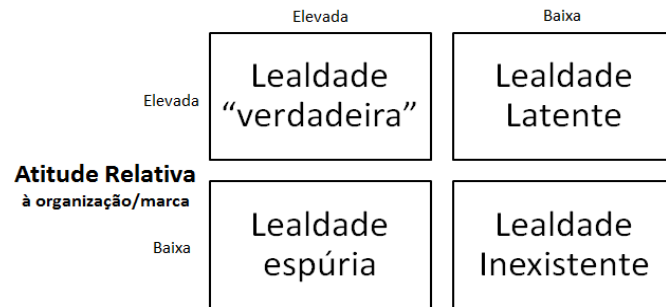 Elevada
Baixa
Elevada
Lealdade
“verdadeira”
Lealdade
Latente
Atitude Relativa
à organização/marca
Baixa
Lealdade
espúria
Lealdade
Inexistente